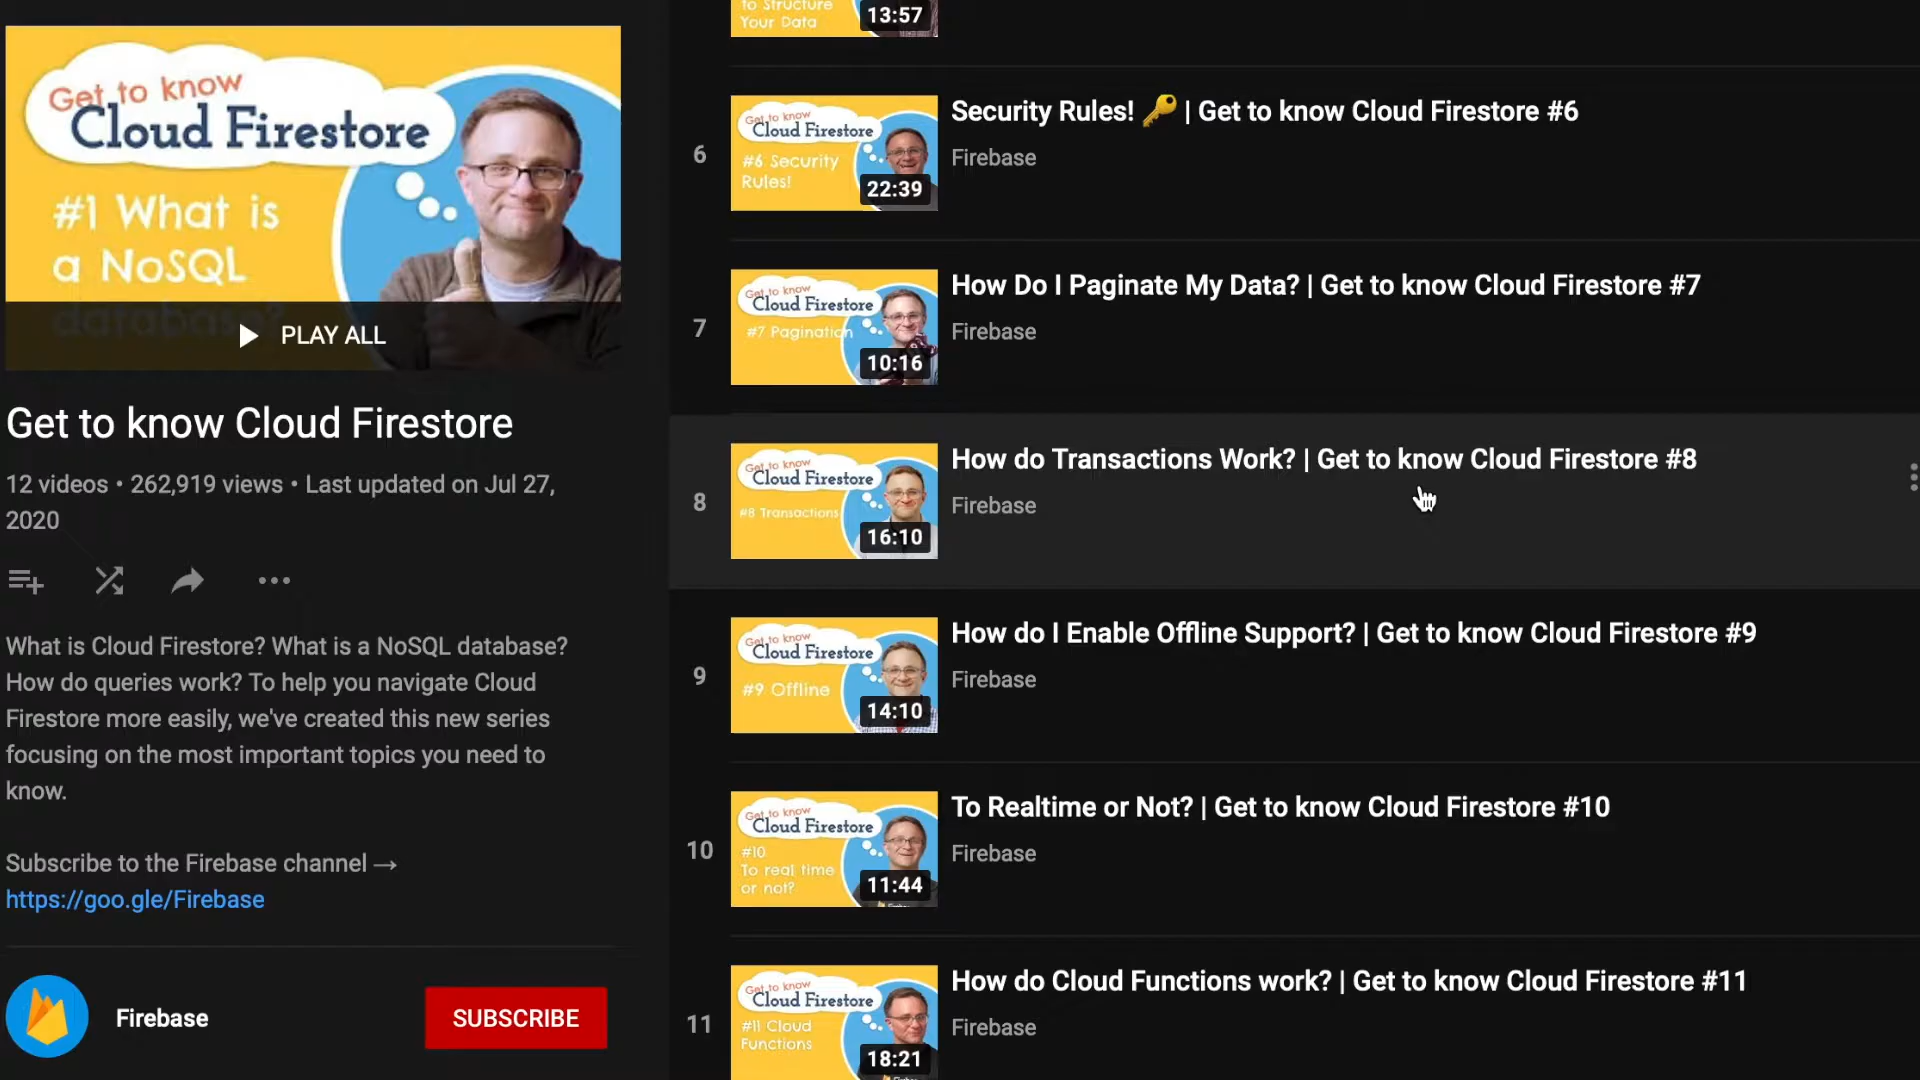 Get to know
Cloud Firestore
#1 What is
a NoSQL
database?
PLAY ALL
Get to know Cloud Firestore
12 videos • 262,919 views • Last updated on Jul 27,
2020
What is Cloud Firestore? What is a NoSQL database?
How do queries work? To help you navigate Cloud
Firestore more easily, we've created this new series
focusing on the most important topics you need to
know.
Subscribe to the Firebase channel →
https://goo.gle/Firebase
Firebase
SUBSCRIBE
to Structure
Your Data
13:57
6
Get to know
Cloud Firestore
#6 Security
Rules!
22:39
Security Rules! 🔑 | Get to know Cloud Firestore #6
Firebase
7
Get to know
Cloud Firestore
#7 Pagination
10:16
How Do I Paginate My Data? | Get to know Cloud Firestore #7
Firebase
8
Get to know
Cloud Firestore
#8 Transactions
16:10
How do Transactions Work? | Get to know Cloud Firestore #8
Firebase
9
Get to know
Cloud Firestore
#9 Offline
14:10
How do I Enable Offline Support? | Get to know Cloud Firestore #9
Firebase
10
Get to know
Cloud Firestore
#10
To real time
or not?
11:44
To Realtime or Not? | Get to know Cloud Firestore #10
Firebase
11
Get to know
Cloud Firestore
#11 Cloud
Functions
18:21
How do Cloud Functions work? | Get to know Cloud Firestore #11
Firebase